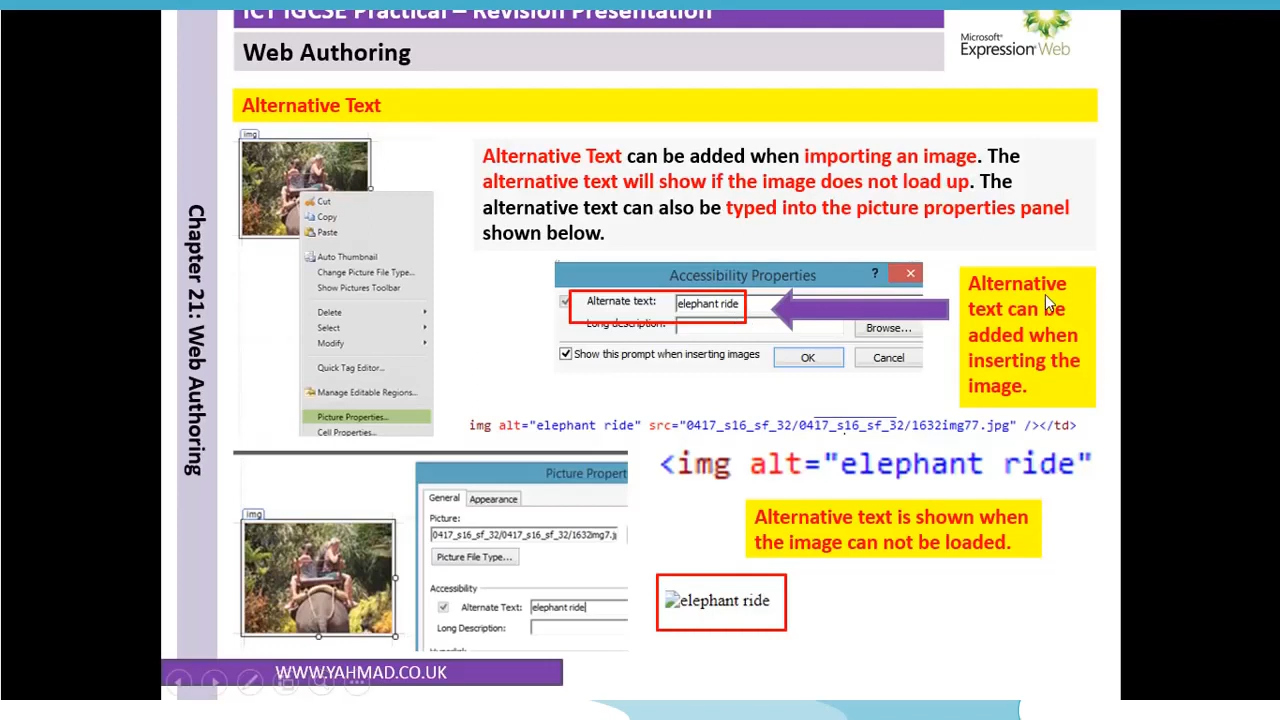 ICT IGCSE Practical – Revision Presentation
Web Authoring
Microsoft®
Expression® Web
Alternative Text
img
Cut
Copy
Paste
Auto Thumbnail
Change Picture File Type...
Show Pictures Toolbar
Delete
Select
Modify
Quick Tag Editor...
Manage Editable Regions...
Picture Properties...
Cell Properties...
Alternative Text can be added when importing an image. The
alternative text will show if the image does not load up. The
alternative text can also be typed into the picture properties panel
shown below.
Accessibility Properties
?
Alternate text:
elephant ride
Long description:
Browse...
Show this prompt when inserting images
OK
Cancel
Alternative
text can be
added when
inserting the
image.
img alt="elephant ride" src="0417_s16_sf_32/0417_s16_sf_32/1632img77.jpg" /></td>
<img alt="elephant ride"
Alternative text is shown when
the image can not be loaded.
elephant ride
img
Picture Propert
General
Appearance
Picture:
0417_s16_sf_32/0417_s16_sf_32/1632img7.j
Picture File Type...
Accessibility
Alternate Text:
elephant ride
Long Description:
Chapter 21: Web Authoring
WWW.YAHMAD.CO.UK